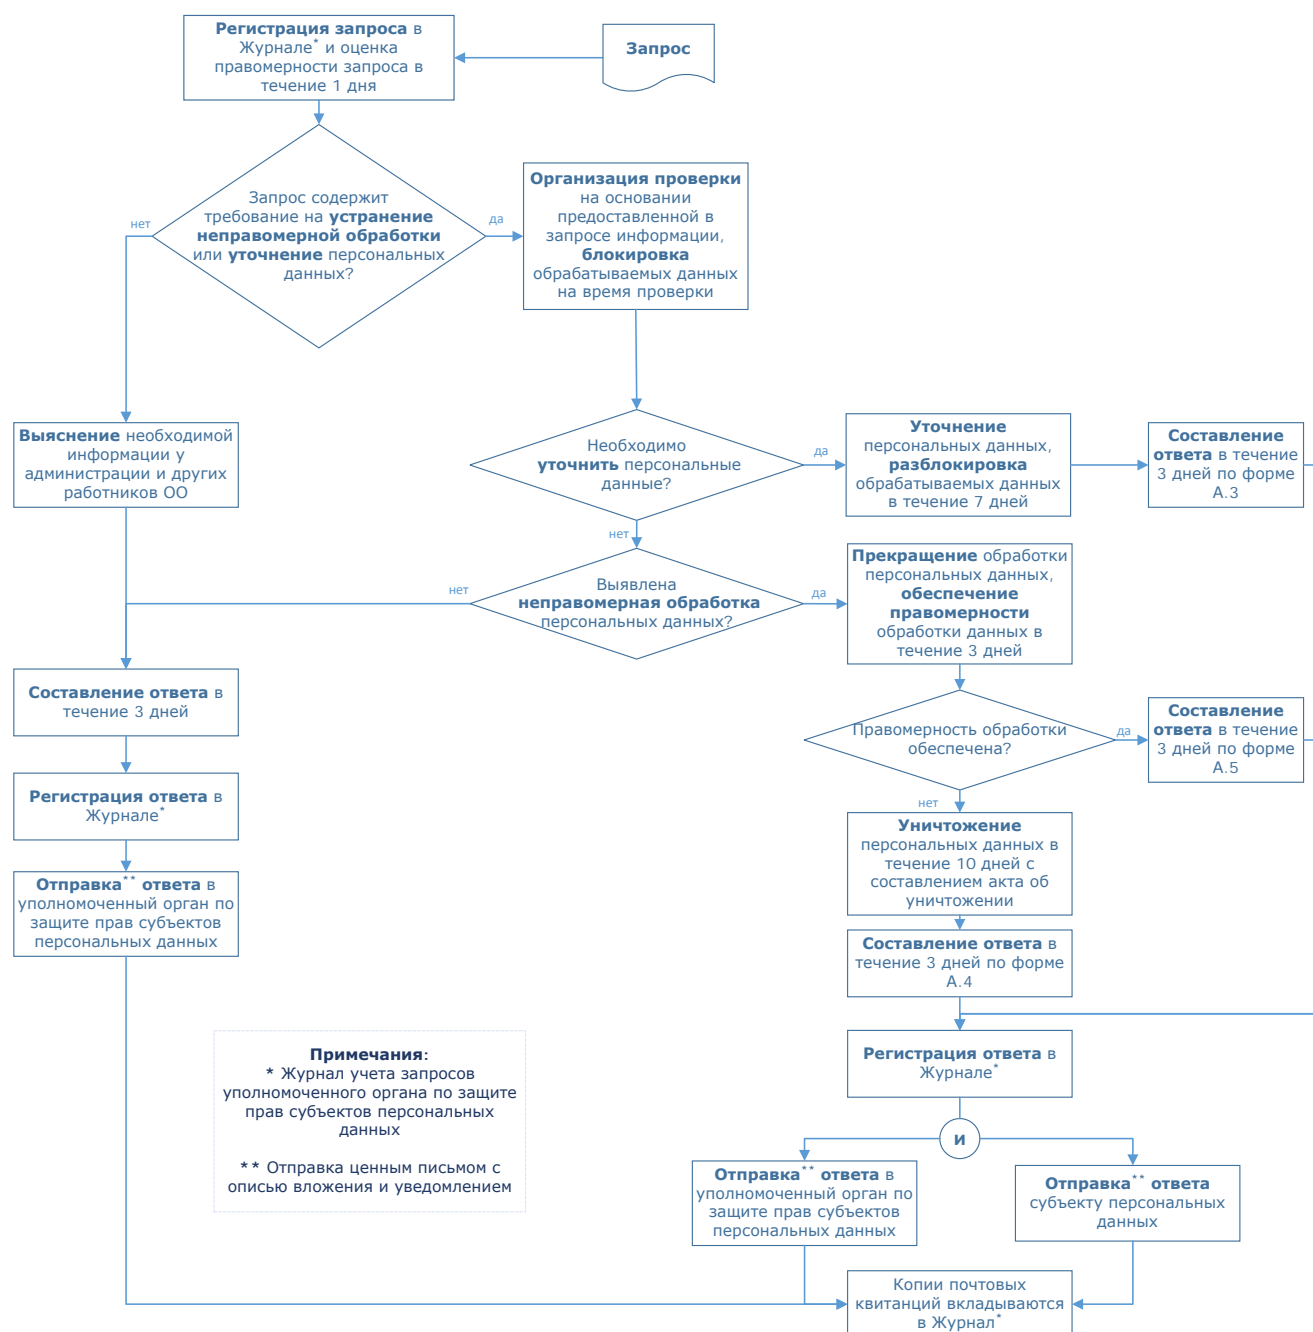 Регистрация запроса в
Журнале* и оценка
правомерности запроса в
течение 1 дня
Запрос
Запрос содержит
требование на устранение
неправомерной обработки
или уточнение персональных
данных?
нет
да
Организация проверки
на основании
предоставленной в
запросе информации,
блокировка
обрабатываемых данных
на время проверки
Выяснение необходимой
информации у
администрации и других
работников ОО
Необходимо
уточнить персональные
данные?
да
Уточнение
персональных данных,
разблокировка
обрабатываемых данных
в течение 7 дней
Составление
ответа в течение
3 дней по форме
А.3
нет
Выявлена
неправомерная обработка
персональных данных?
нет
да
Прекращение обработки
персональных данных,
обеспечение
правомерности
обработки данных в
течение 3 дней
Составление ответа в
течение 3 дней
Правомерность обработки
обеспечена?
да
Составление
ответа в течение
3 дней по форме
А.5
нет
Регистрация ответа в
Журнале*
Уничтожение
персональных данных в
течение 10 дней с
составлением акта об
уничтожении
Отправка** ответа в
уполномоченный орган по
защите прав субъектов
персональных данных
Составление ответа в
течение 3 дней по форме
А.4
Регистрация ответа в
Журнале*
Примечания:
* Журнал учета запросов
уполномоченного органа по защите
прав субъектов персональных
данных
** Отправка ценным письмом с
описью вложения и уведомлением
и
Отправка** ответа в
уполномоченный орган по
защите прав субъектов
персональных данных
Отправка** ответа
субъекту персональных
данных
Копии почтовых
квитанций вкладываются
в Журнал*